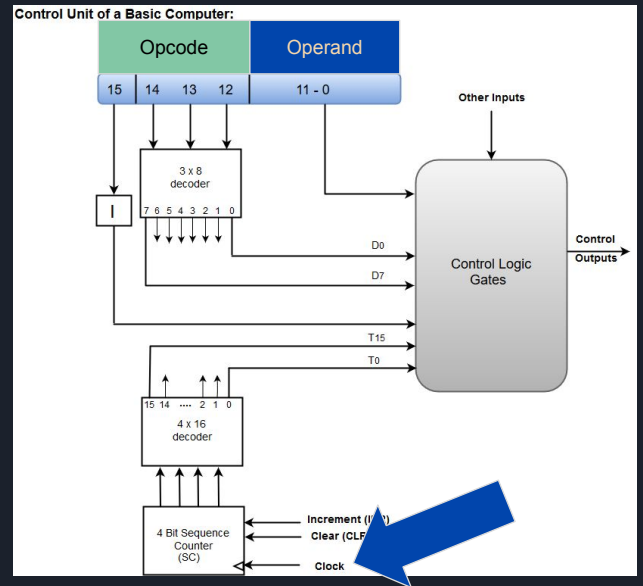 Control Unit of a Basic Computer:
Opcode Operand
15 14 13 12 11 - 0
Other Inputs
3 x 8
decoder
I
7 6 5 4 3 2 1 0
Control
Outputs
D0
Control Logic
Gates
D7
T15
T0
15 14 .... 2 1 0
4 x 16
decoder
Increment
4 Bit Sequence
Counter
(SC)
Clear
Clock